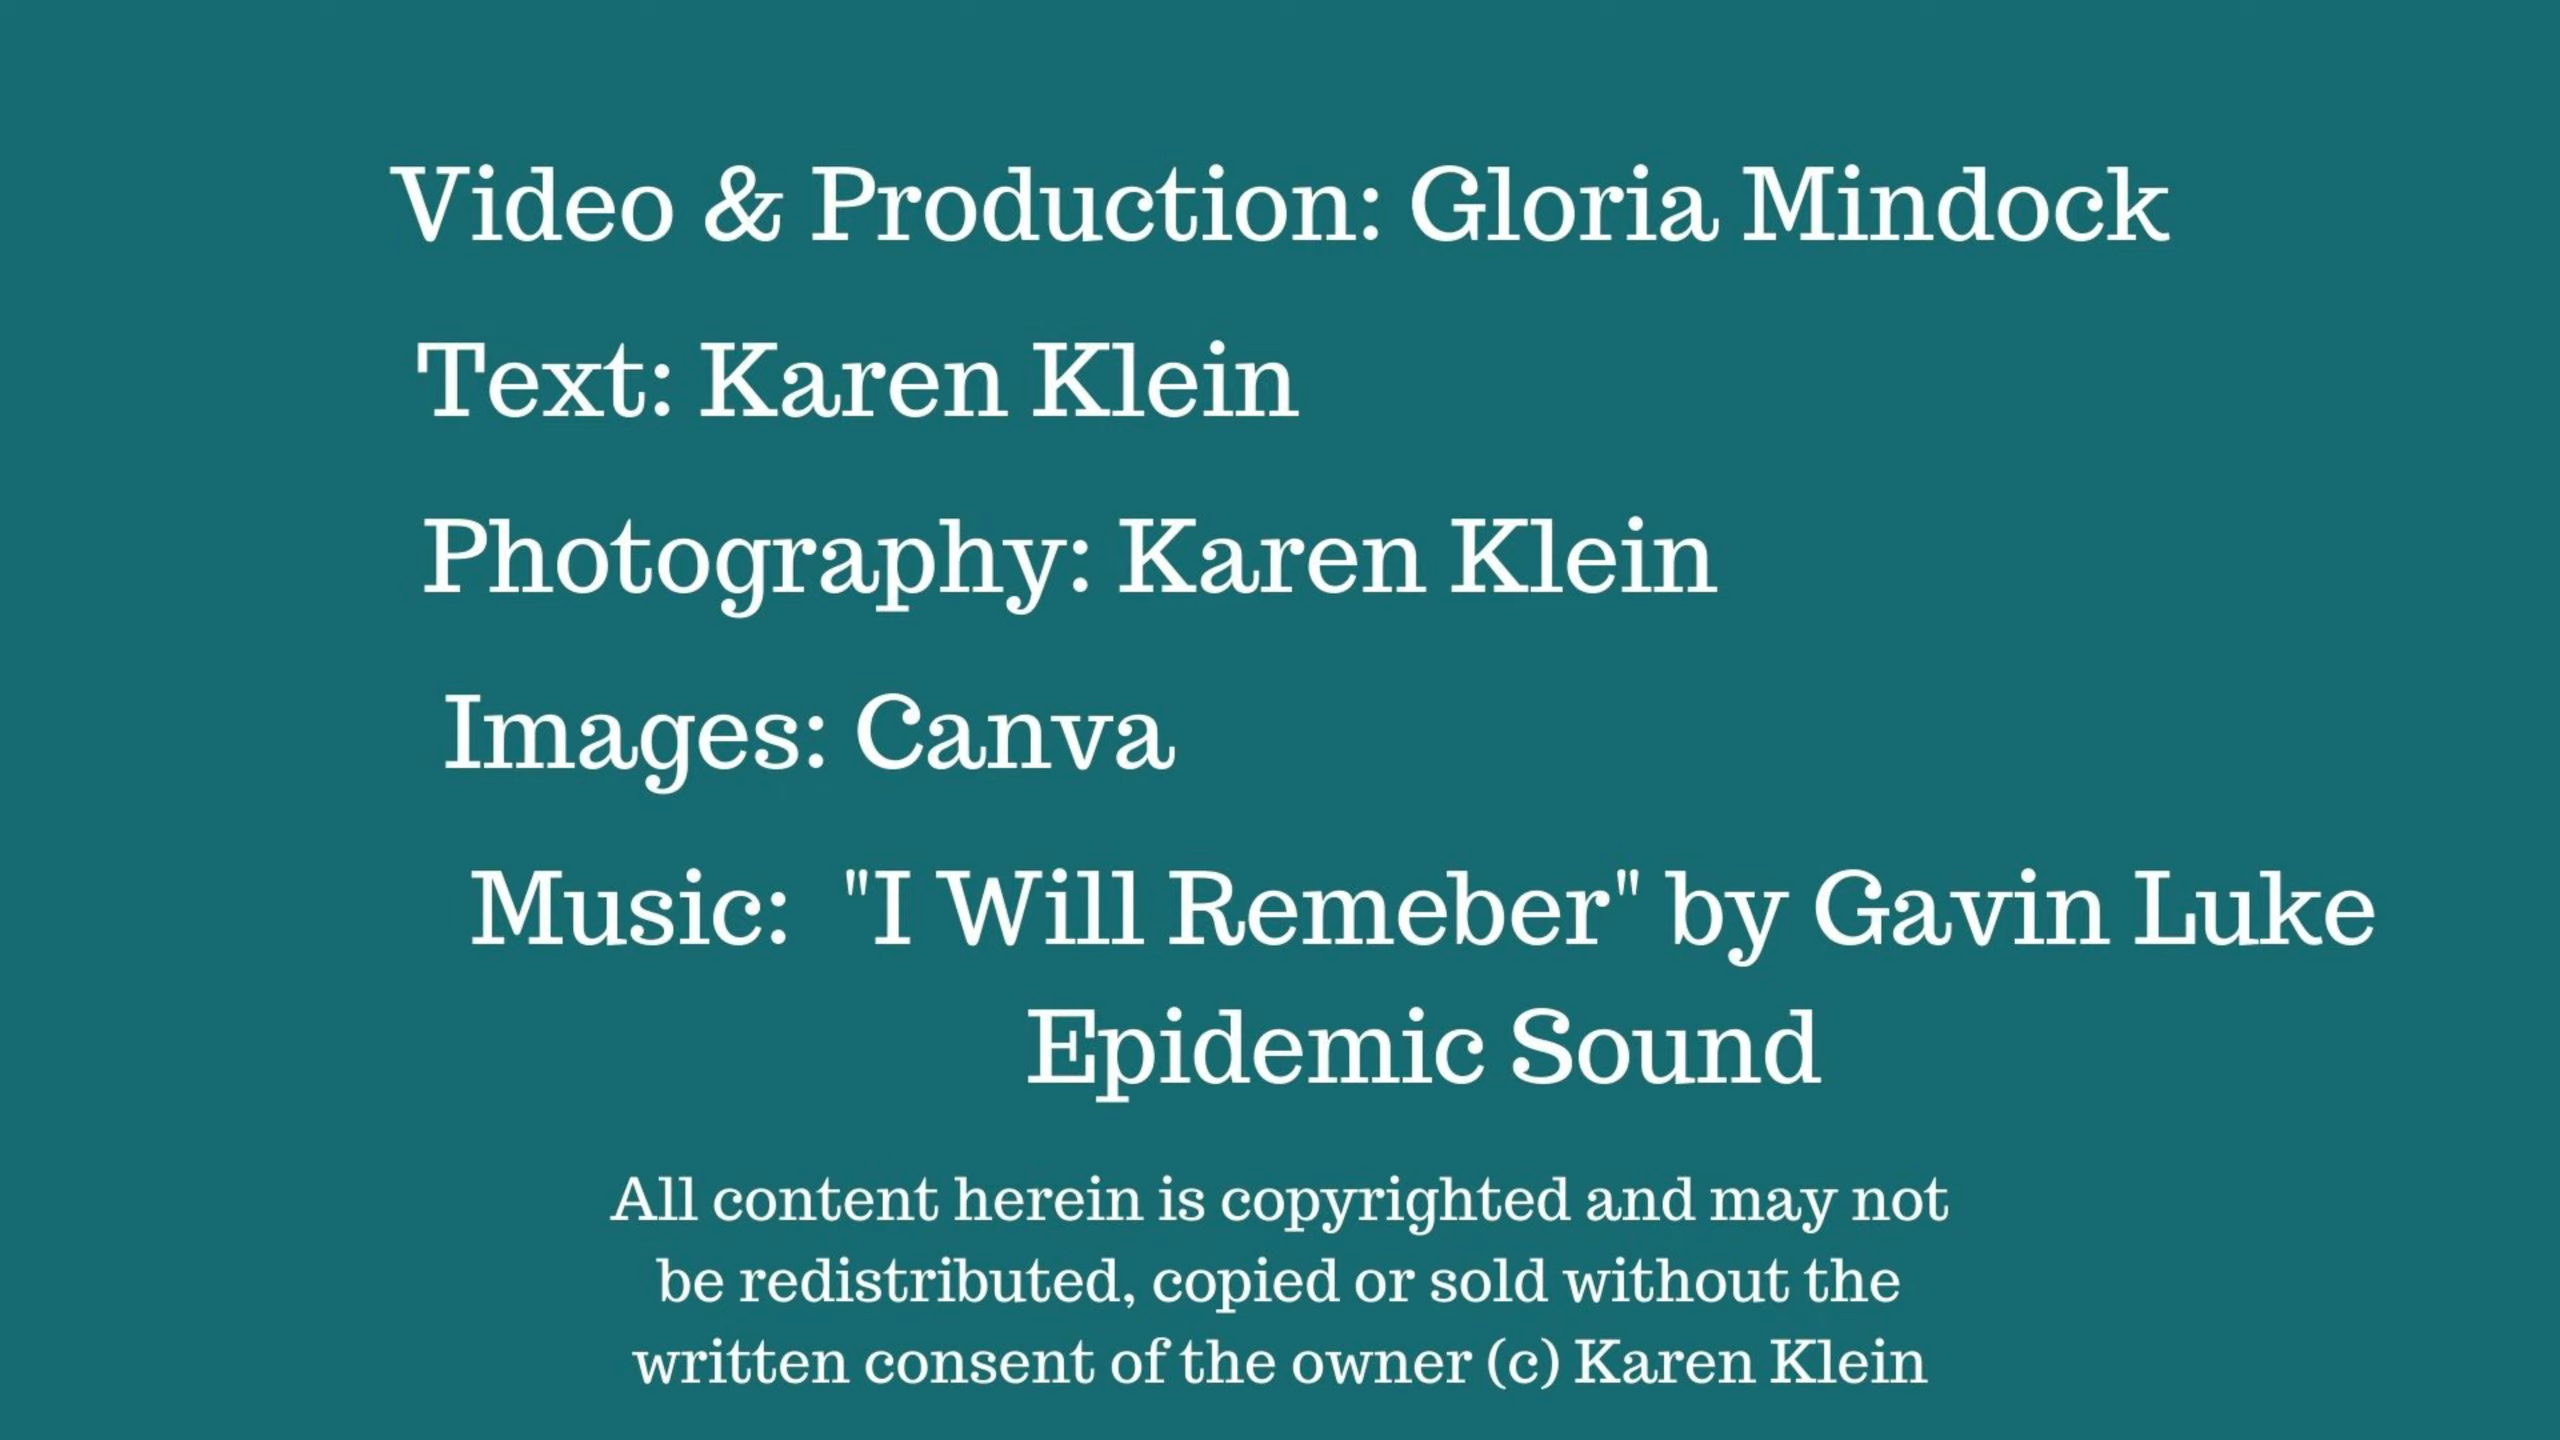 Video & Production: Gloria Mindock
Text: Karen Klein
Photography: Karen Klein
Images: Canva
Music:  "I Will Remeber" by Gavin Luke
Epidemic Sound
All content herein is copyrighted and may not
be redistributed, copied or sold without the
written consent of the owner (c) Karen Klein